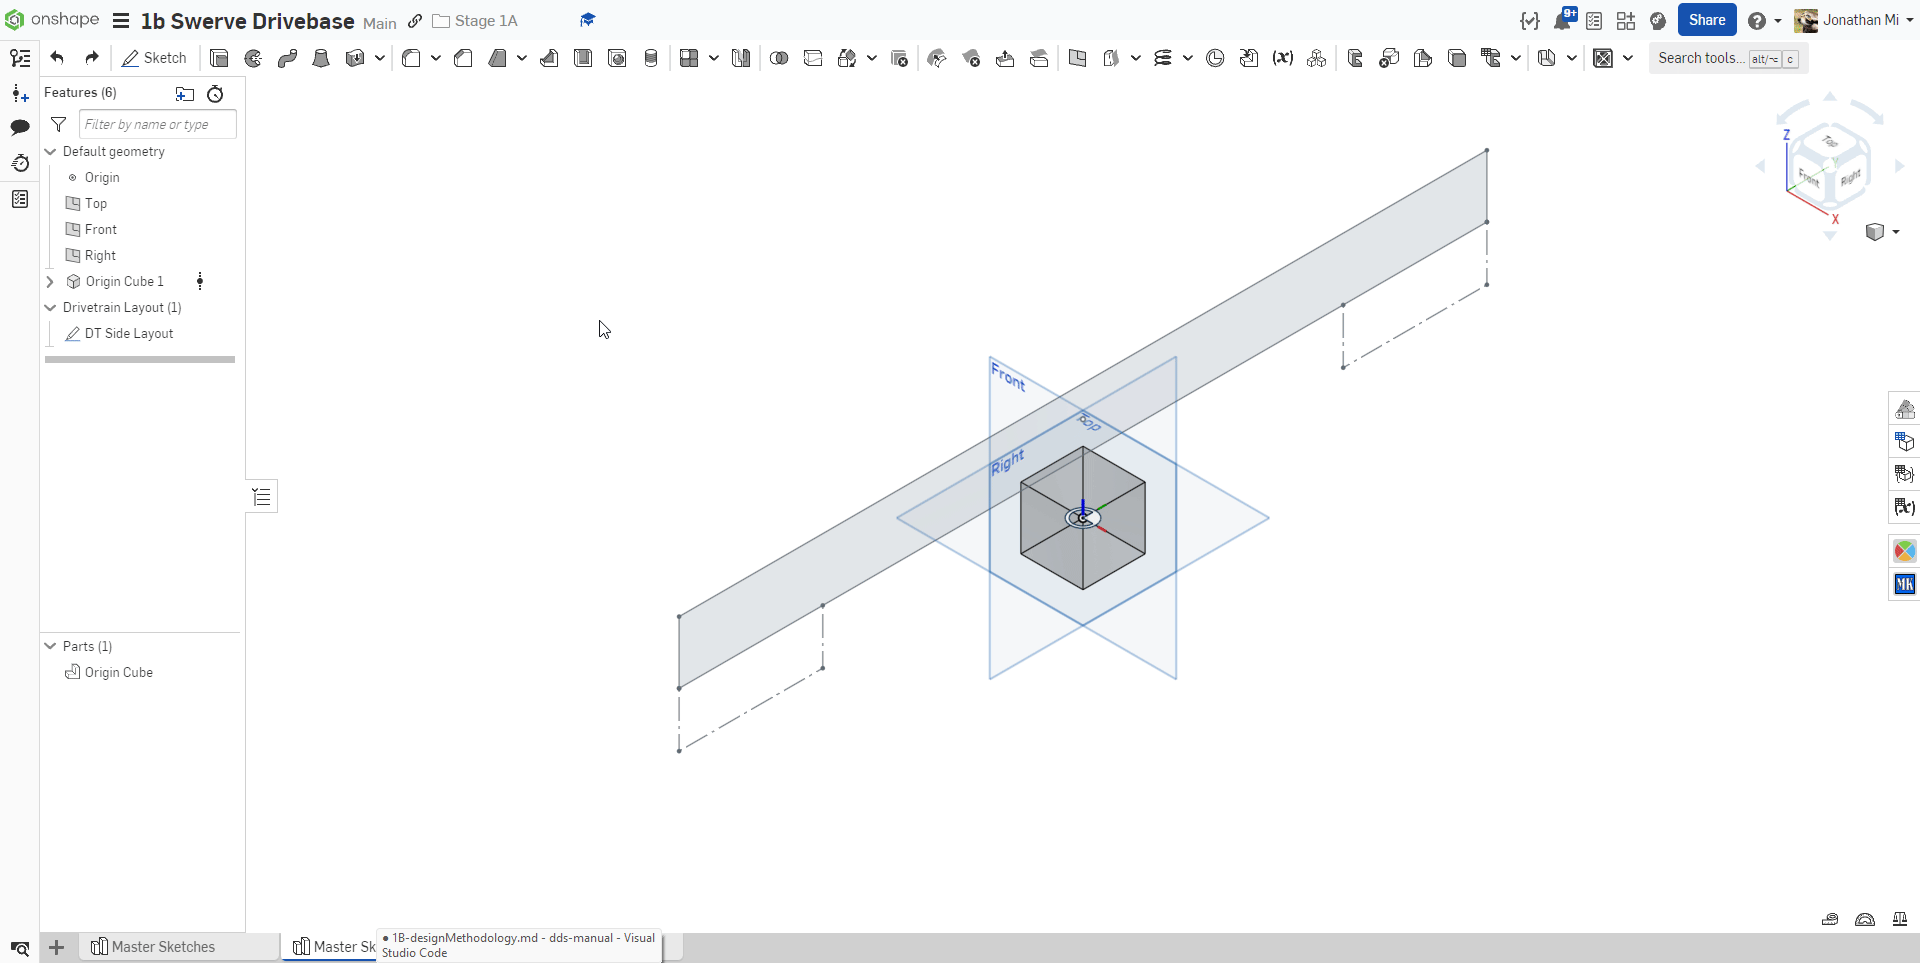 onshape
1b Swerve Drivebase Main Stage 1A
9+
Share
Jonathan Mi
Sketch
Search tools... alt/⌥ c
Features (6)
Filter by name or type
Default geometry
Origin
Top
Front
Right
Origin Cube 1
Drivetrain Layout (1)
DT Side Layout
Parts (1)
Origin Cube
Front
Top
Right
Z
Top
Front
Right
X
(x)
MK
Master Sketches
Master Sk
● 1B-designMethodology.md - dds-manual - Visual
Studio Code